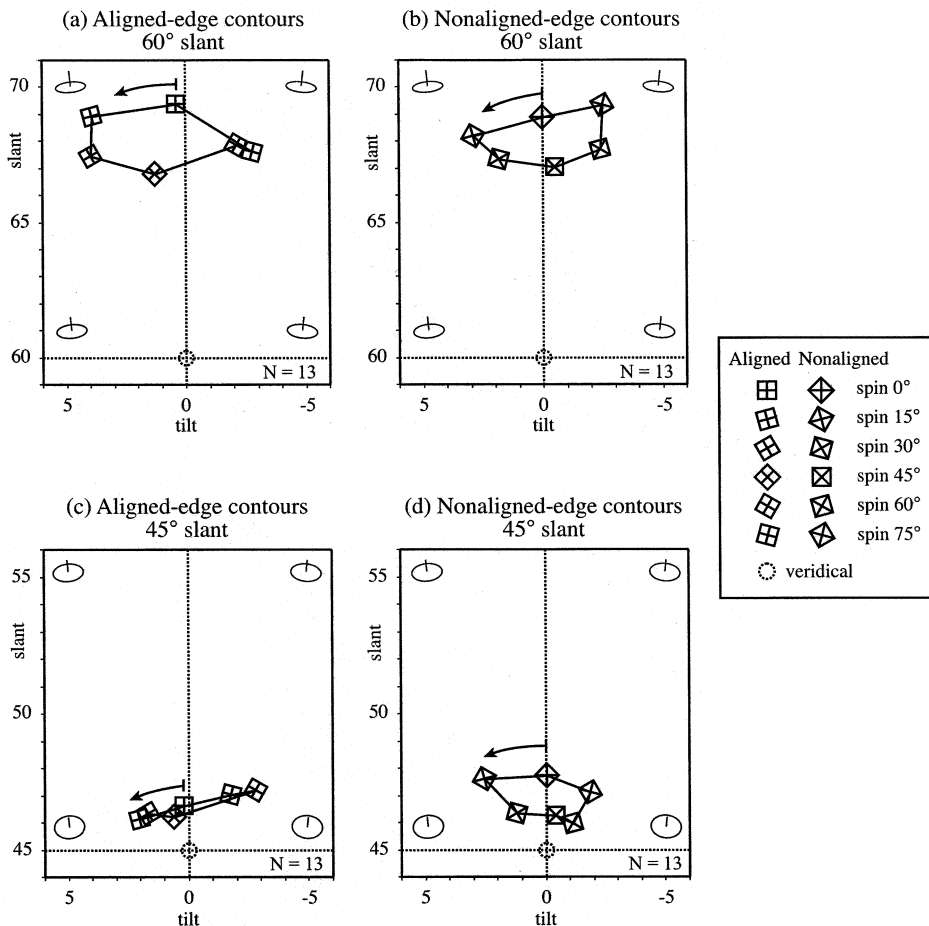 (a) Aligned-edge contours
60° slant
(b) Nonaligned-edge contours
60° slant
70
65
60
slant
N = 13
5
0
-5
tilt
70
65
60
slant
N = 13
5
0
-5
tilt
Aligned Nonaligned
spin 0°
spin 15°
spin 30°
spin 45°
spin 60°
spin 75°
veridical
(c) Aligned-edge contours
45° slant
(d) Nonaligned-edge contours
45° slant
55
50
45
slant
N = 13
5
0
-5
tilt
55
50
45
slant
N = 13
5
0
-5
tilt